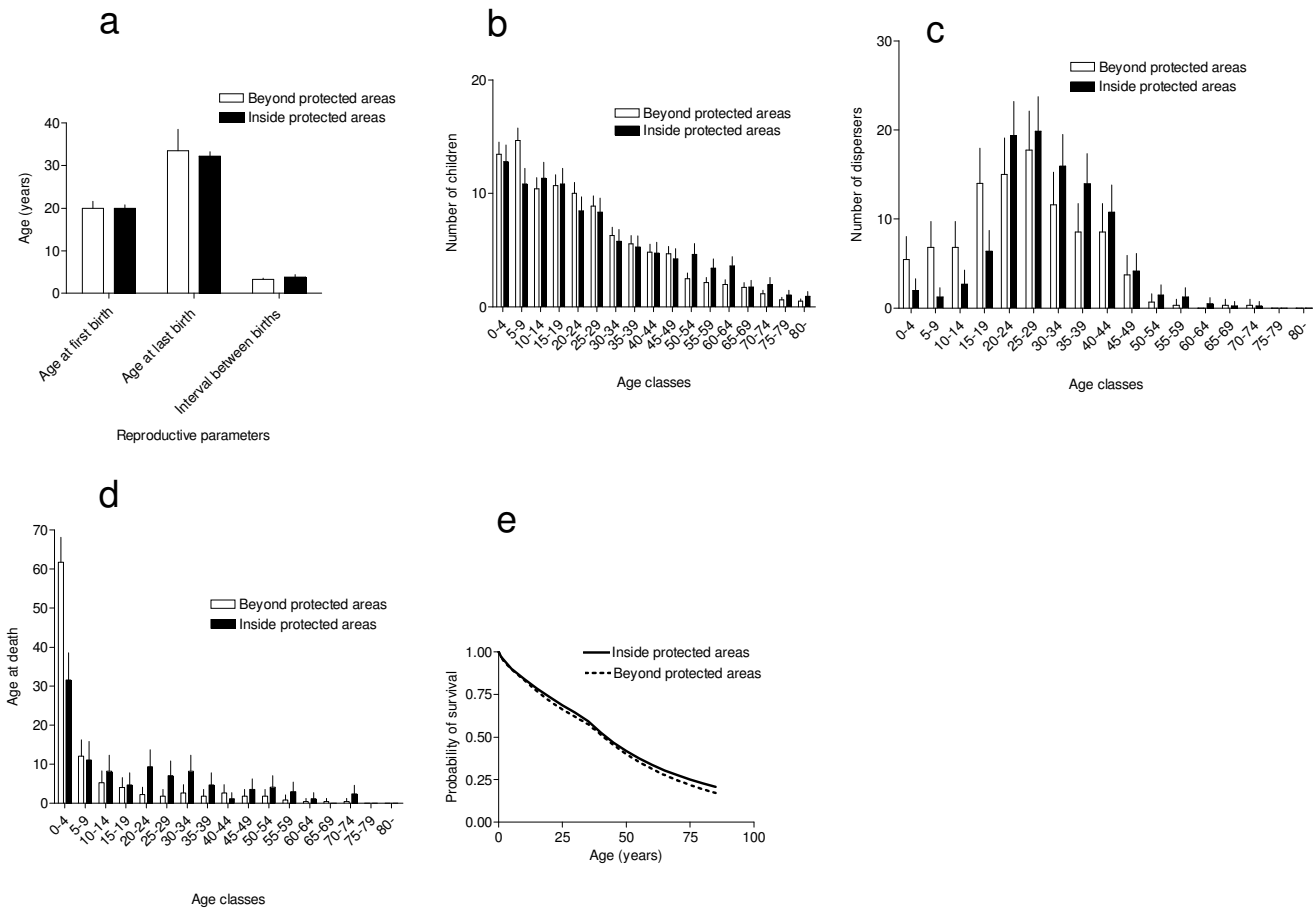 a
Beyond protected areas
Inside protected areas
Age (years)
40
30
20
10
0
Age at first birth
Age at last birth
Interval between births
Reproductive parameters
b
Beyond protected areas
Inside protected areas
Number of children
20
10
0
0-4
5-9
10-14
15-19
20-24
25-29
30-34
35-39
40-44
45-49
50-54
55-59
60-64
65-69
70-74
75-79
80-
Age classes
c
Beyond protected areas
Inside protected areas
Number of dispersers
30
20
10
0
0-4
5-9
10-14
15-19
20-24
25-29
30-34
35-39
40-44
45-49
50-54
55-59
60-64
65-69
70-74
75-79
80-
Age classes
d
Beyond protected areas
Inside protected areas
Age at death
70
60
50
40
30
20
10
0
0-4
5-9
10-14
15-19
20-24
25-29
30-34
35-39
40-44
45-49
50-54
55-59
60-64
65-69
70-74
75-79
80-
Age classes
e
Inside protected areas
Beyond protected areas
Probability of survival
1.00
0.75
0.50
0.25
0.00
0
25
50
75
100
Age (years)